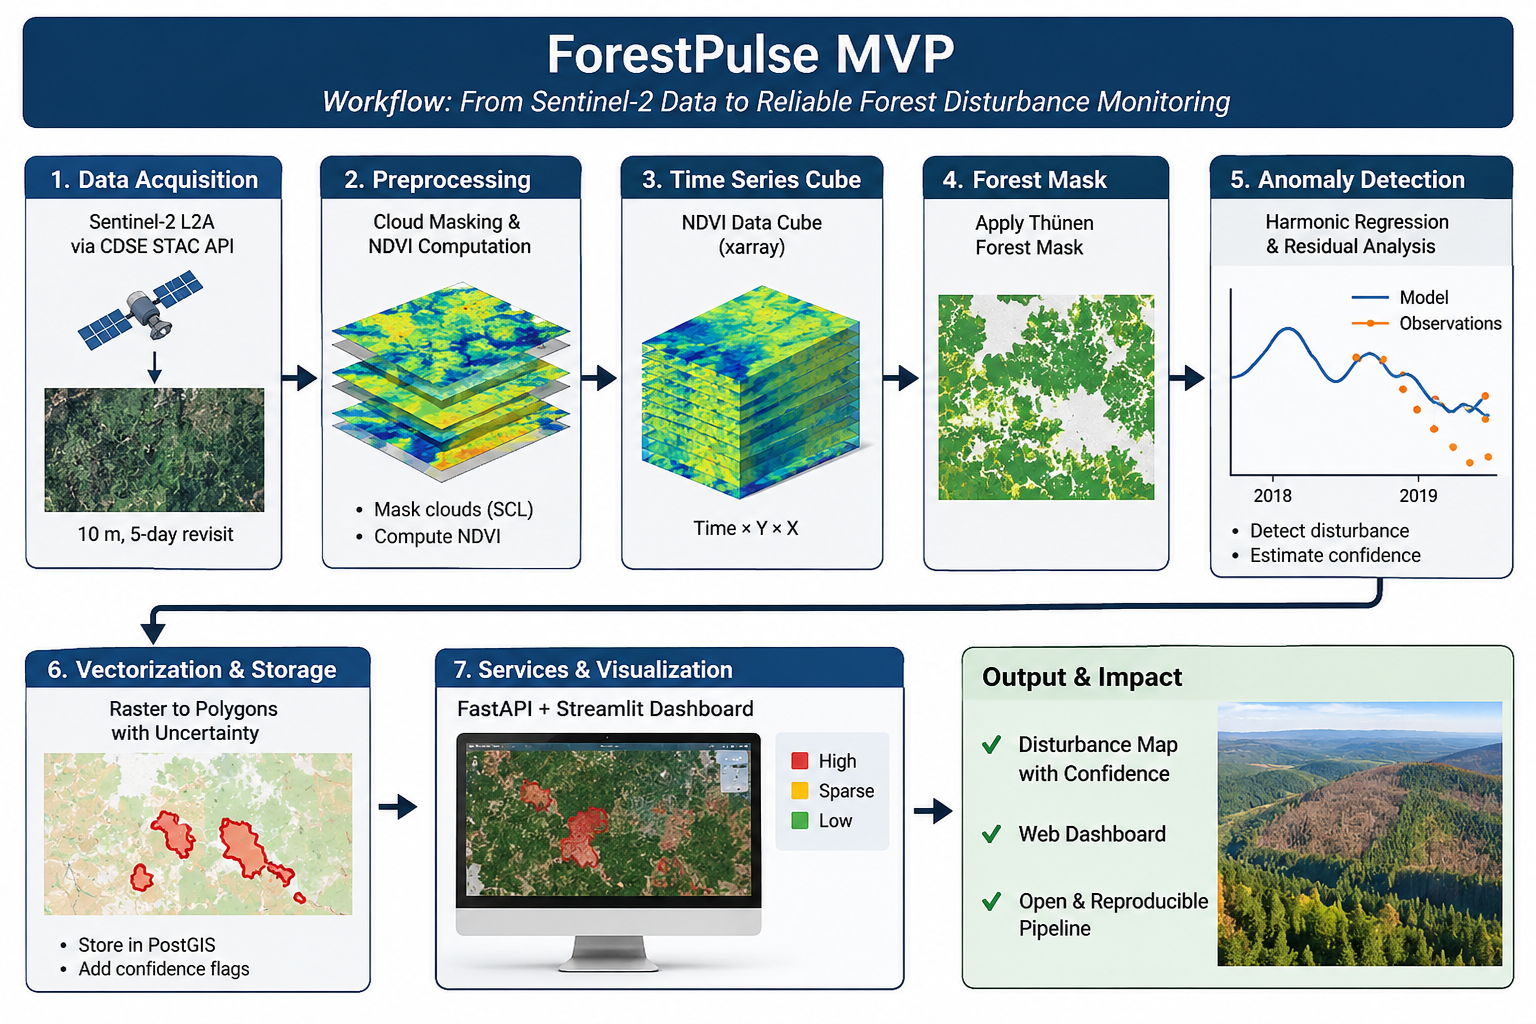 ForestPulse MVP
Workflow: From Sentinel-2 Data to Reliable Forest Disturbance Monitoring
1. Data Acquisition
Sentinel-2 L2A
via CDSE STAC API
10 m, 5-day revisit
2. Preprocessing
Cloud Masking &
NDVI Computation
• Mask clouds (SCL)
• Compute NDVI
3. Time Series Cube
NDVI Data Cube
(xarray)
Time × Y × X
4. Forest Mask
Apply Thünen
Forest Mask
5. Anomaly Detection
Harmonic Regression
& Residual Analysis
Model
Observations
2018
2019
• Detect disturbance
• Estimate confidence
6. Vectorization & Storage
Raster to Polygons
with Uncertainty
• Store in PostGIS
• Add confidence flags
7. Services & Visualization
FastAPI + Streamlit Dashboard
High
Sparse
Low
Output & Impact
Disturbance Map
with Confidence
Web Dashboard
Open & Reproducible
Pipeline